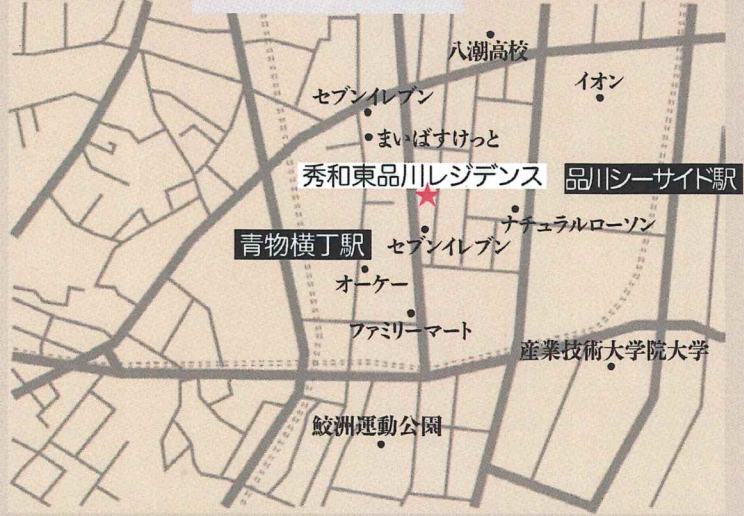 八潮高校
イオン
セブンイレブン
まいばすけっと
秀和東品川レジデンス
品川シーサイド駅
ナチュラルローソン
青物横丁駅
セブンイレブン
オーケー
ファミリーマート
産業技術大学院大学
鮫洲運動公園